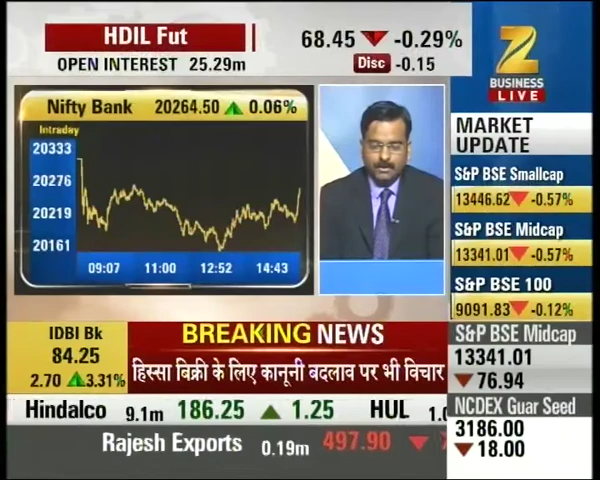 HDIL Fut
68.45 -0.29%
OPEN INTEREST 25.29m
Disc -0.15
Z
BUSINESS
LIVE
Nifty Bank 20264.50 0.06%
Intraday
20333
20276
20219
20161
09:07 11:00 12:52 14:43
MARKET
UPDATE
S&P BSE Smallcap
13446.62 -0.57%
S&P BSE Midcap
13341.01 -0.57%
S&P BSE 100
9091.83 -0.12%
IDBI Bk
84.25
2.70 3.31%
BREAKING NEWS
हिस्सा बिक्री के लिए कानूनी बदलाव पर भी विचार
S&P BSE Midcap
13341.01
76.94
Hindalco 9.1m 186.25 1.25 HUL 1.0
NCDEX Guar Seed
3186.00
18.00
Rajesh Exports 0.19m 497.90